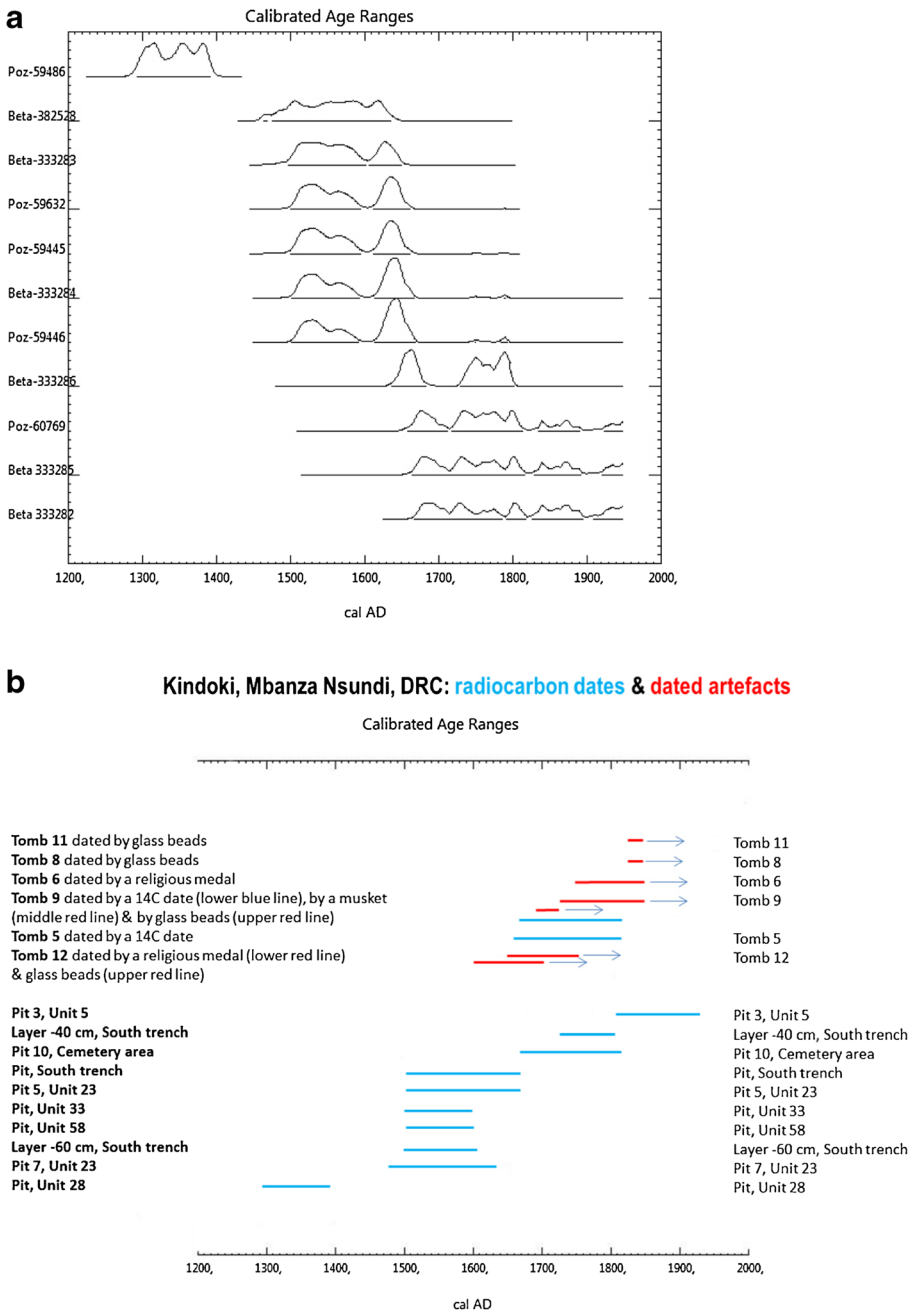 a
Calibrated Age Ranges
Poz-59486
Beta-382528
Beta-333283
Poz-59632
Poz-59445
Beta-333284
Poz-59446
Beta-333286
Poz-60769
Beta 333285
Beta 333282
1200, 1300, 1400, 1500, 1600, 1700, 1800, 1900, 2000,
cal AD
b
Kindoki, Mbanza Nsundi, DRC: radiocarbon dates & dated artefacts
Calibrated Age Ranges
Tomb 11 dated by glass beads Tomb 11
Tomb 8 dated by glass beads Tomb 8
Tomb 6 dated by a religious medal Tomb 6
Tomb 9 dated by a 14C date (lower blue line), by a musket Tomb 9
(middle red line) & by glass beads (upper red line)
Tomb 5 dated by a 14C date Tomb 5
Tomb 12 dated by a religious medal (lower red line) Tomb 12
& glass beads (upper red line)
Pit 3, Unit 5 Pit 3, Unit 5
Layer -40 cm, South trench Layer -40 cm, South trench
Pit 10, Cemetery area Pit 10, Cemetery area
Pit, South trench Pit, South trench
Pit 5, Unit 23 Pit 5, Unit 23
Pit, Unit 33 Pit, Unit 33
Pit, Unit 58 Pit, Unit 58
Layer -60 cm, South trench Layer -60 cm, South trench
Pit 7, Unit 23 Pit 7, Unit 23
Pit, Unit 28 Pit, Unit 28
1200, 1300, 1400, 1500, 1600, 1700, 1800, 1900, 2000,
cal AD